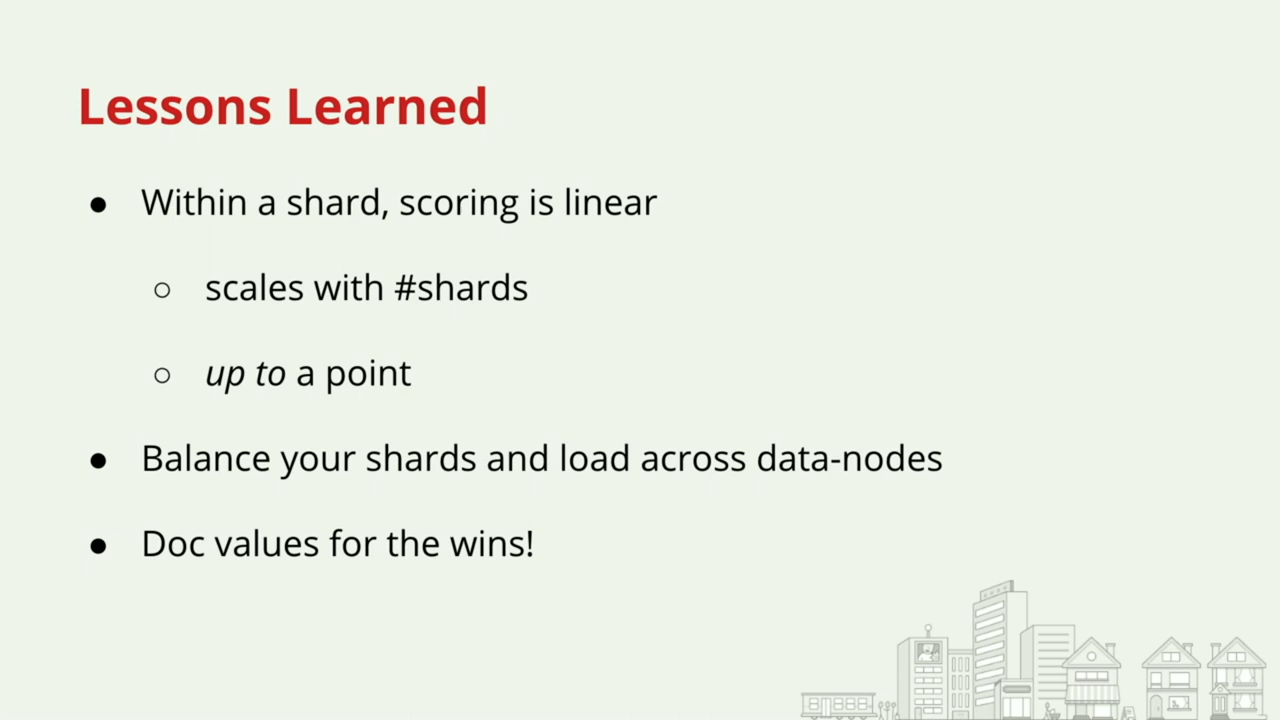 Lessons Learned
● Within a shard, scoring is linear
○ scales with #shards
○ up to a point
● Balance your shards and load across data-nodes
● Doc values for the wins!